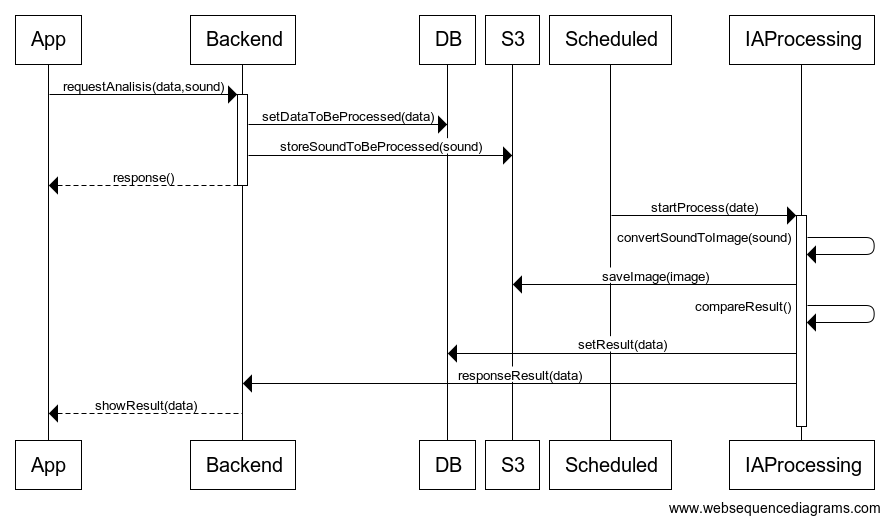 App Backend DB S3 Scheduled IAProcessing
requestAnalisis(data,sound)
setDataToBeProcessed(data)
storeSoundToBeProcessed(sound)
response()
startProcess(date)
convertSoundToImage(sound)
saveImage(image)
compareResult()
setResult(data)
responseResult(data)
showResult(data)
App Backend DB S3 Scheduled IAProcessing
www.websequencediagrams.com